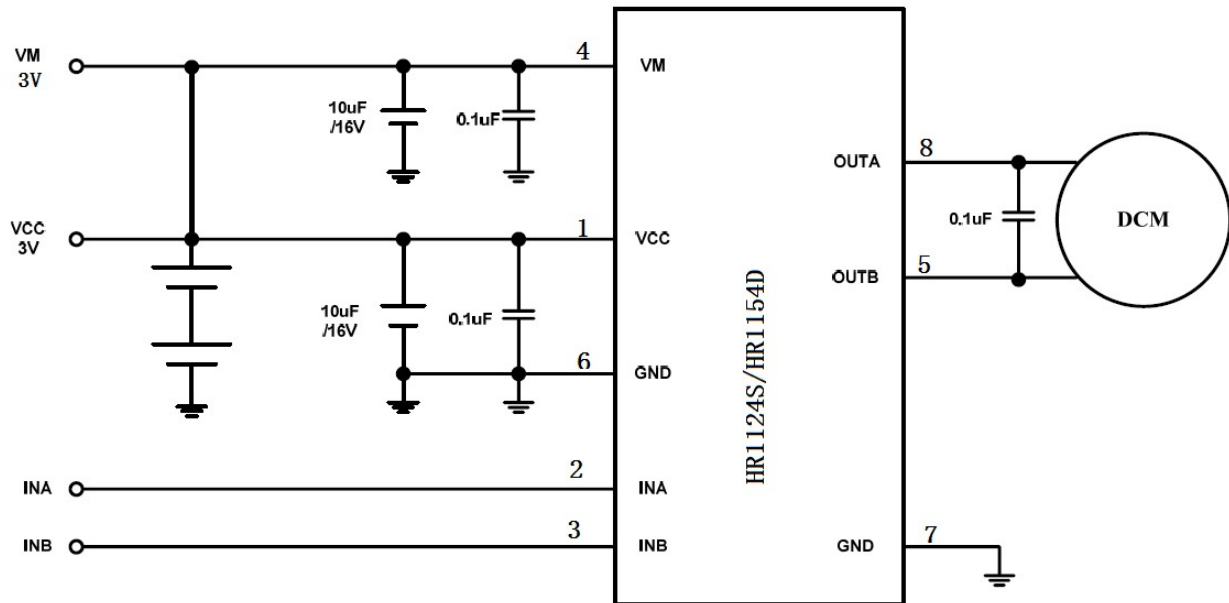 VM
3V
10uF
/16V
0.1uF
4
VM
VCC
3V
1
VCC
10uF
/16V
0.1uF
6
GND
INA
2
INA
INB
3
INB
HR1124S/HR1154D
OUTA
8
0.1uF
DCM
OUTB
5
GND
7